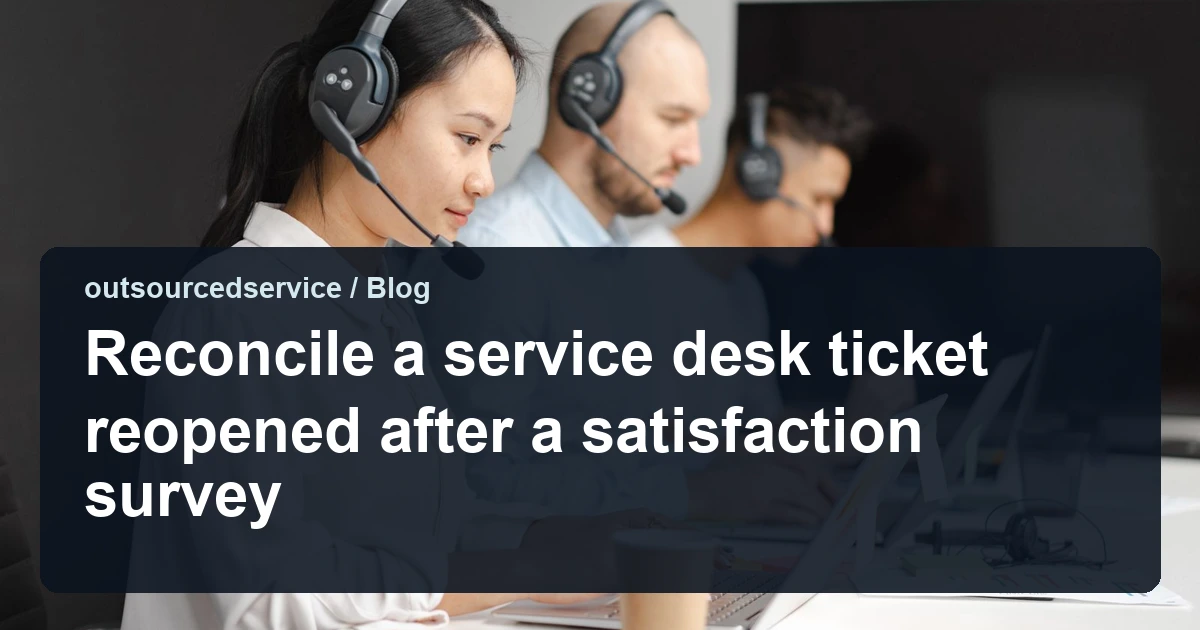 outsourcedservice / Blog
Reconcile a service desk ticket
reopened after a satisfaction
survey